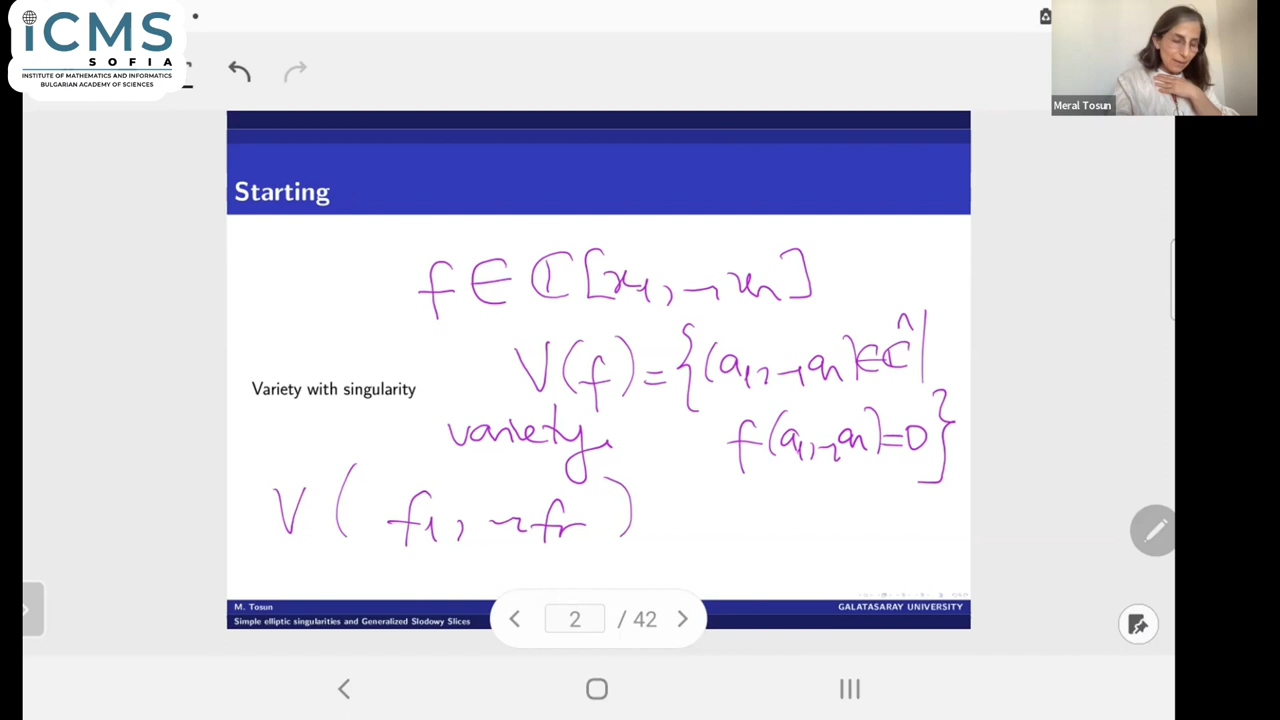 iCMS
SOFIA
INSTITUTE OF MATHEMATICS AND INFORMATICS
BULGARIAN ACADEMY OF SCIENCES
Meral Tosun
Starting
f ∈ ℂ[x₁, ‥, xₙ]
V(f) = {(a₁, ‥, aₙ) ∈ ℂⁿ |
Variety with singularity
variety.
f(a₁, ‥, aₙ) = 0}
V(f₁, ‥, fᵣ)
M. Tosun
GALATASARAY UNIVERSITY
Simple elliptic singularities and Generalized Slodowy Slices
2 / 42